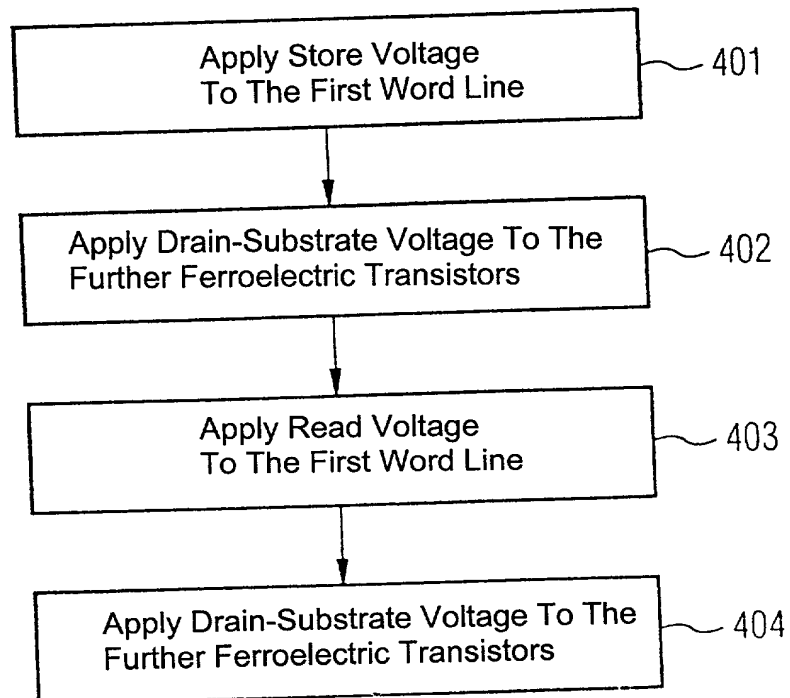 Apply Store Voltage
To The First Word Line
401
Apply Drain-Substrate Voltage To The
Further Ferroelectric Transistors
402
Apply Read Voltage
To The First Word Line
403
Apply Drain-Substrate Voltage To The
Further Ferroelectric Transistors
404